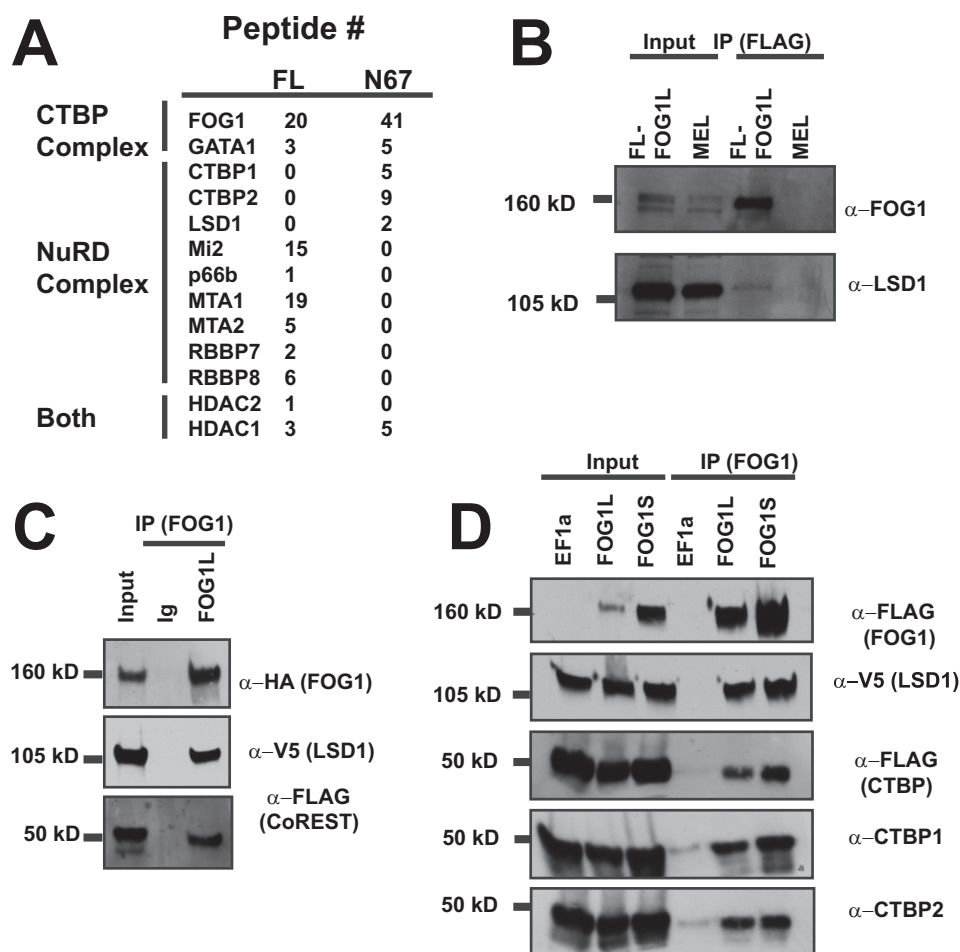 A
Peptide #
FL N67
CTBP Complex
FOG1 20 41
GATA1 3 5
NuRD Complex
CTBP1 0 5
CTBP2 0 9
LSD1 0 2
Mi2 15 0
p66b 1 0
MTA1 19 0
MTA2 5 0
RBBP7 2 0
RBBP8 6 0
Both
HDAC2 1 0
HDAC1 3 5
B
Input IP (FLAG)
FL-FOG1L MEL FL-FOG1L MEL
160 kD α–FOG1
105 kD α–LSD1
C
IP (FOG1)
Input Ig FOG1L
160 kD α–HA (FOG1)
105 kD α–V5 (LSD1)
50 kD α–FLAG (CoREST)
D
Input IP (FOG1)
EF1a FOG1L FOG1S EF1a FOG1L FOG1S
160 kD α–FLAG (FOG1)
105 kD α–V5 (LSD1)
50 kD α–FLAG (CTBP)
50 kD α–CTBP1
50 kD α–CTBP2